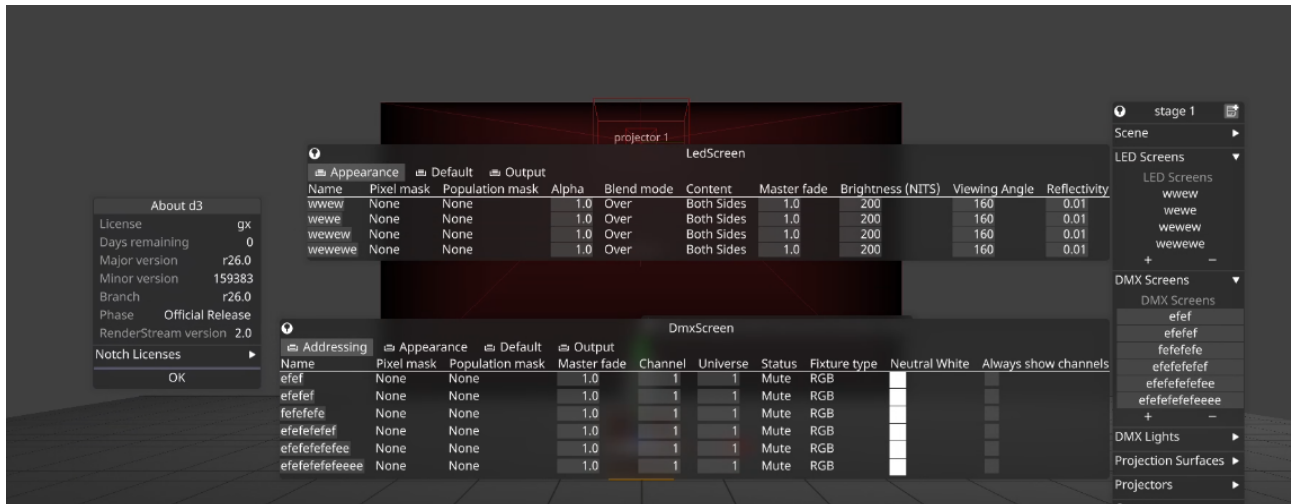 projector 1
LedScreen
Appearance Default Output
Name Pixel mask Population mask Alpha Blend mode Content Master fade Brightness (NITS) Viewing Angle Reflectivity
wwew None None 1.0 Over Both Sides 1.0 200 160 0.01
wewe None None 1.0 Over Both Sides 1.0 200 160 0.01
wewew None None 1.0 Over Both Sides 1.0 200 160 0.01
wewewe None None 1.0 Over Both Sides 1.0 200 160 0.01
About d3
License gx
Days remaining 0
Major version r26.0
Minor version 159383
Branch r26.0
Phase Official Release
RenderStream version 2.0
Notch Licenses
OK
DmxScreen
Addressing Appearance Default Output
Name Pixel mask Population mask Master fade Channel Universe Status Fixture type Neutral White Always show channels
efef None None 1.0 1 1 Mute RGB
efefef None None 1.0 1 1 Mute RGB
fefefefe None None 1.0 1 1 Mute RGB
efefefefef None None 1.0 1 1 Mute RGB
efefefefefee None None 1.0 1 1 Mute RGB
efefefefefeeee None None 1.0 1 1 Mute RGB
stage 1
Scene
LED Screens
LED Screens
wwew
wewe
wewew
wewewe
+ −
DMX Screens
DMX Screens
efef
efefef
fefefefe
efefefefef
efefefefefee
efefefefefeeee
+ −
DMX Lights
Projection Surfaces
Projectors